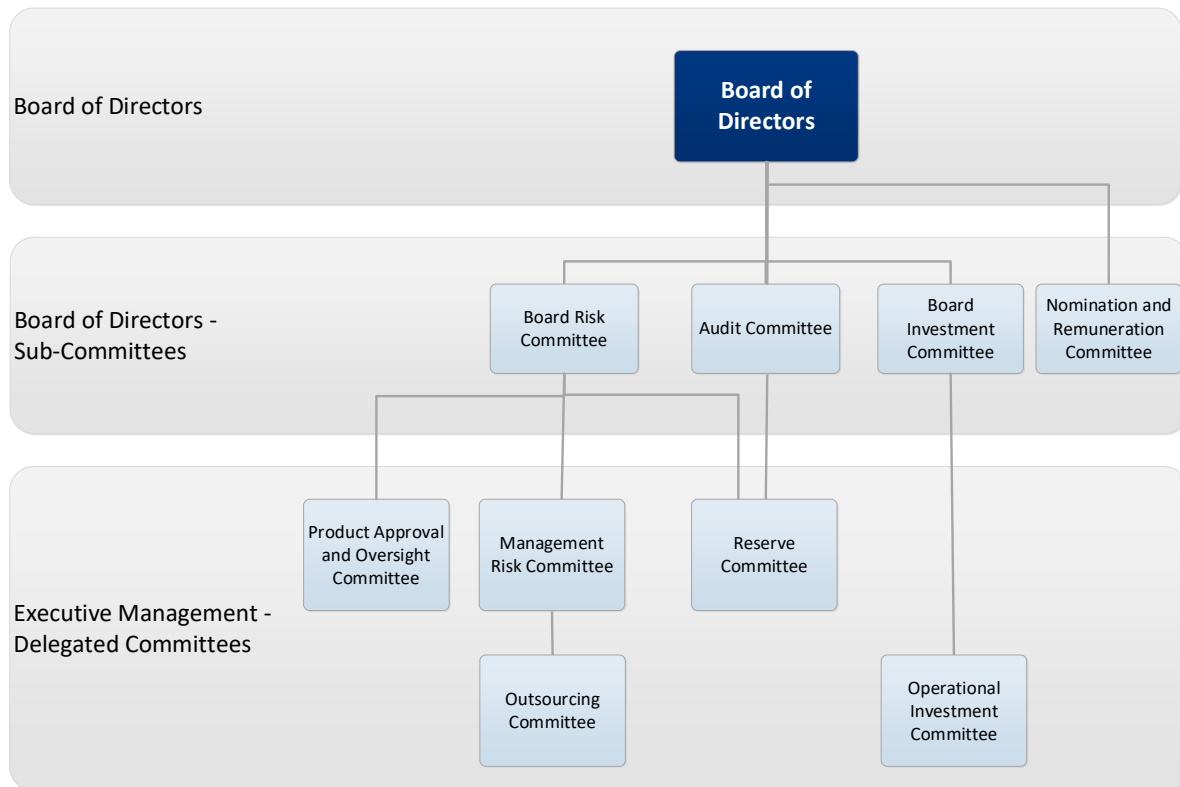 Board of Directors
Board of
Directors
Board of Directors -
Sub-Committees
Board Risk
Committee
Audit Committee
Board
Investment
Committee
Nomination and
Remuneration
Committee
Executive Management -
Delegated Committees
Product Approval
and Oversight
Committee
Management
Risk Committee
Reserve
Committee
Outsourcing
Committee
Operational
Investment
Committee